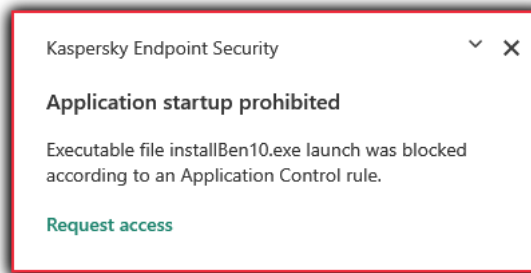 Kaspersky Endpoint Security
Application startup prohibited
Executable file installBen10.exe launch was blocked
according to an Application Control rule.
Request access